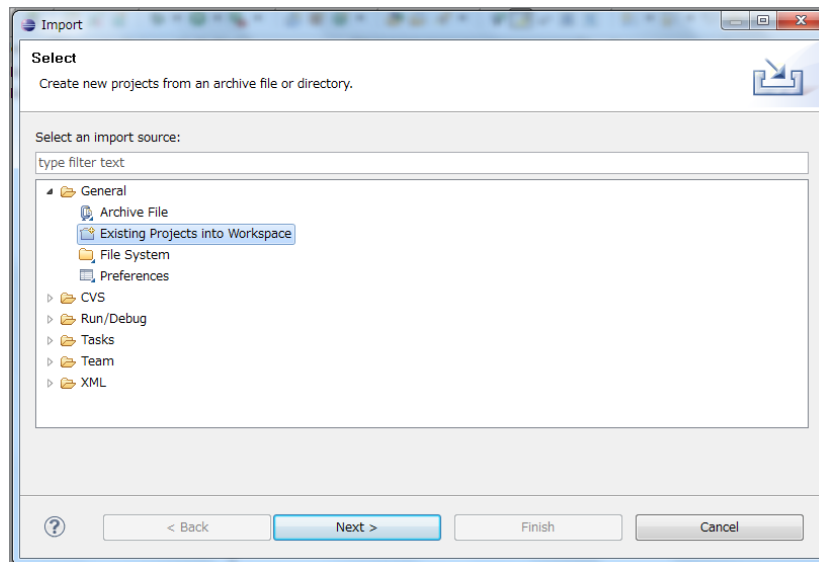 Import
Select
Create new projects from an archive file or directory.
Select an import source:
type filter text
General
Archive File
Existing Projects into Workspace
File System
Preferences
CVS
Run/Debug
Tasks
Team
XML
? < Back Next > Finish Cancel